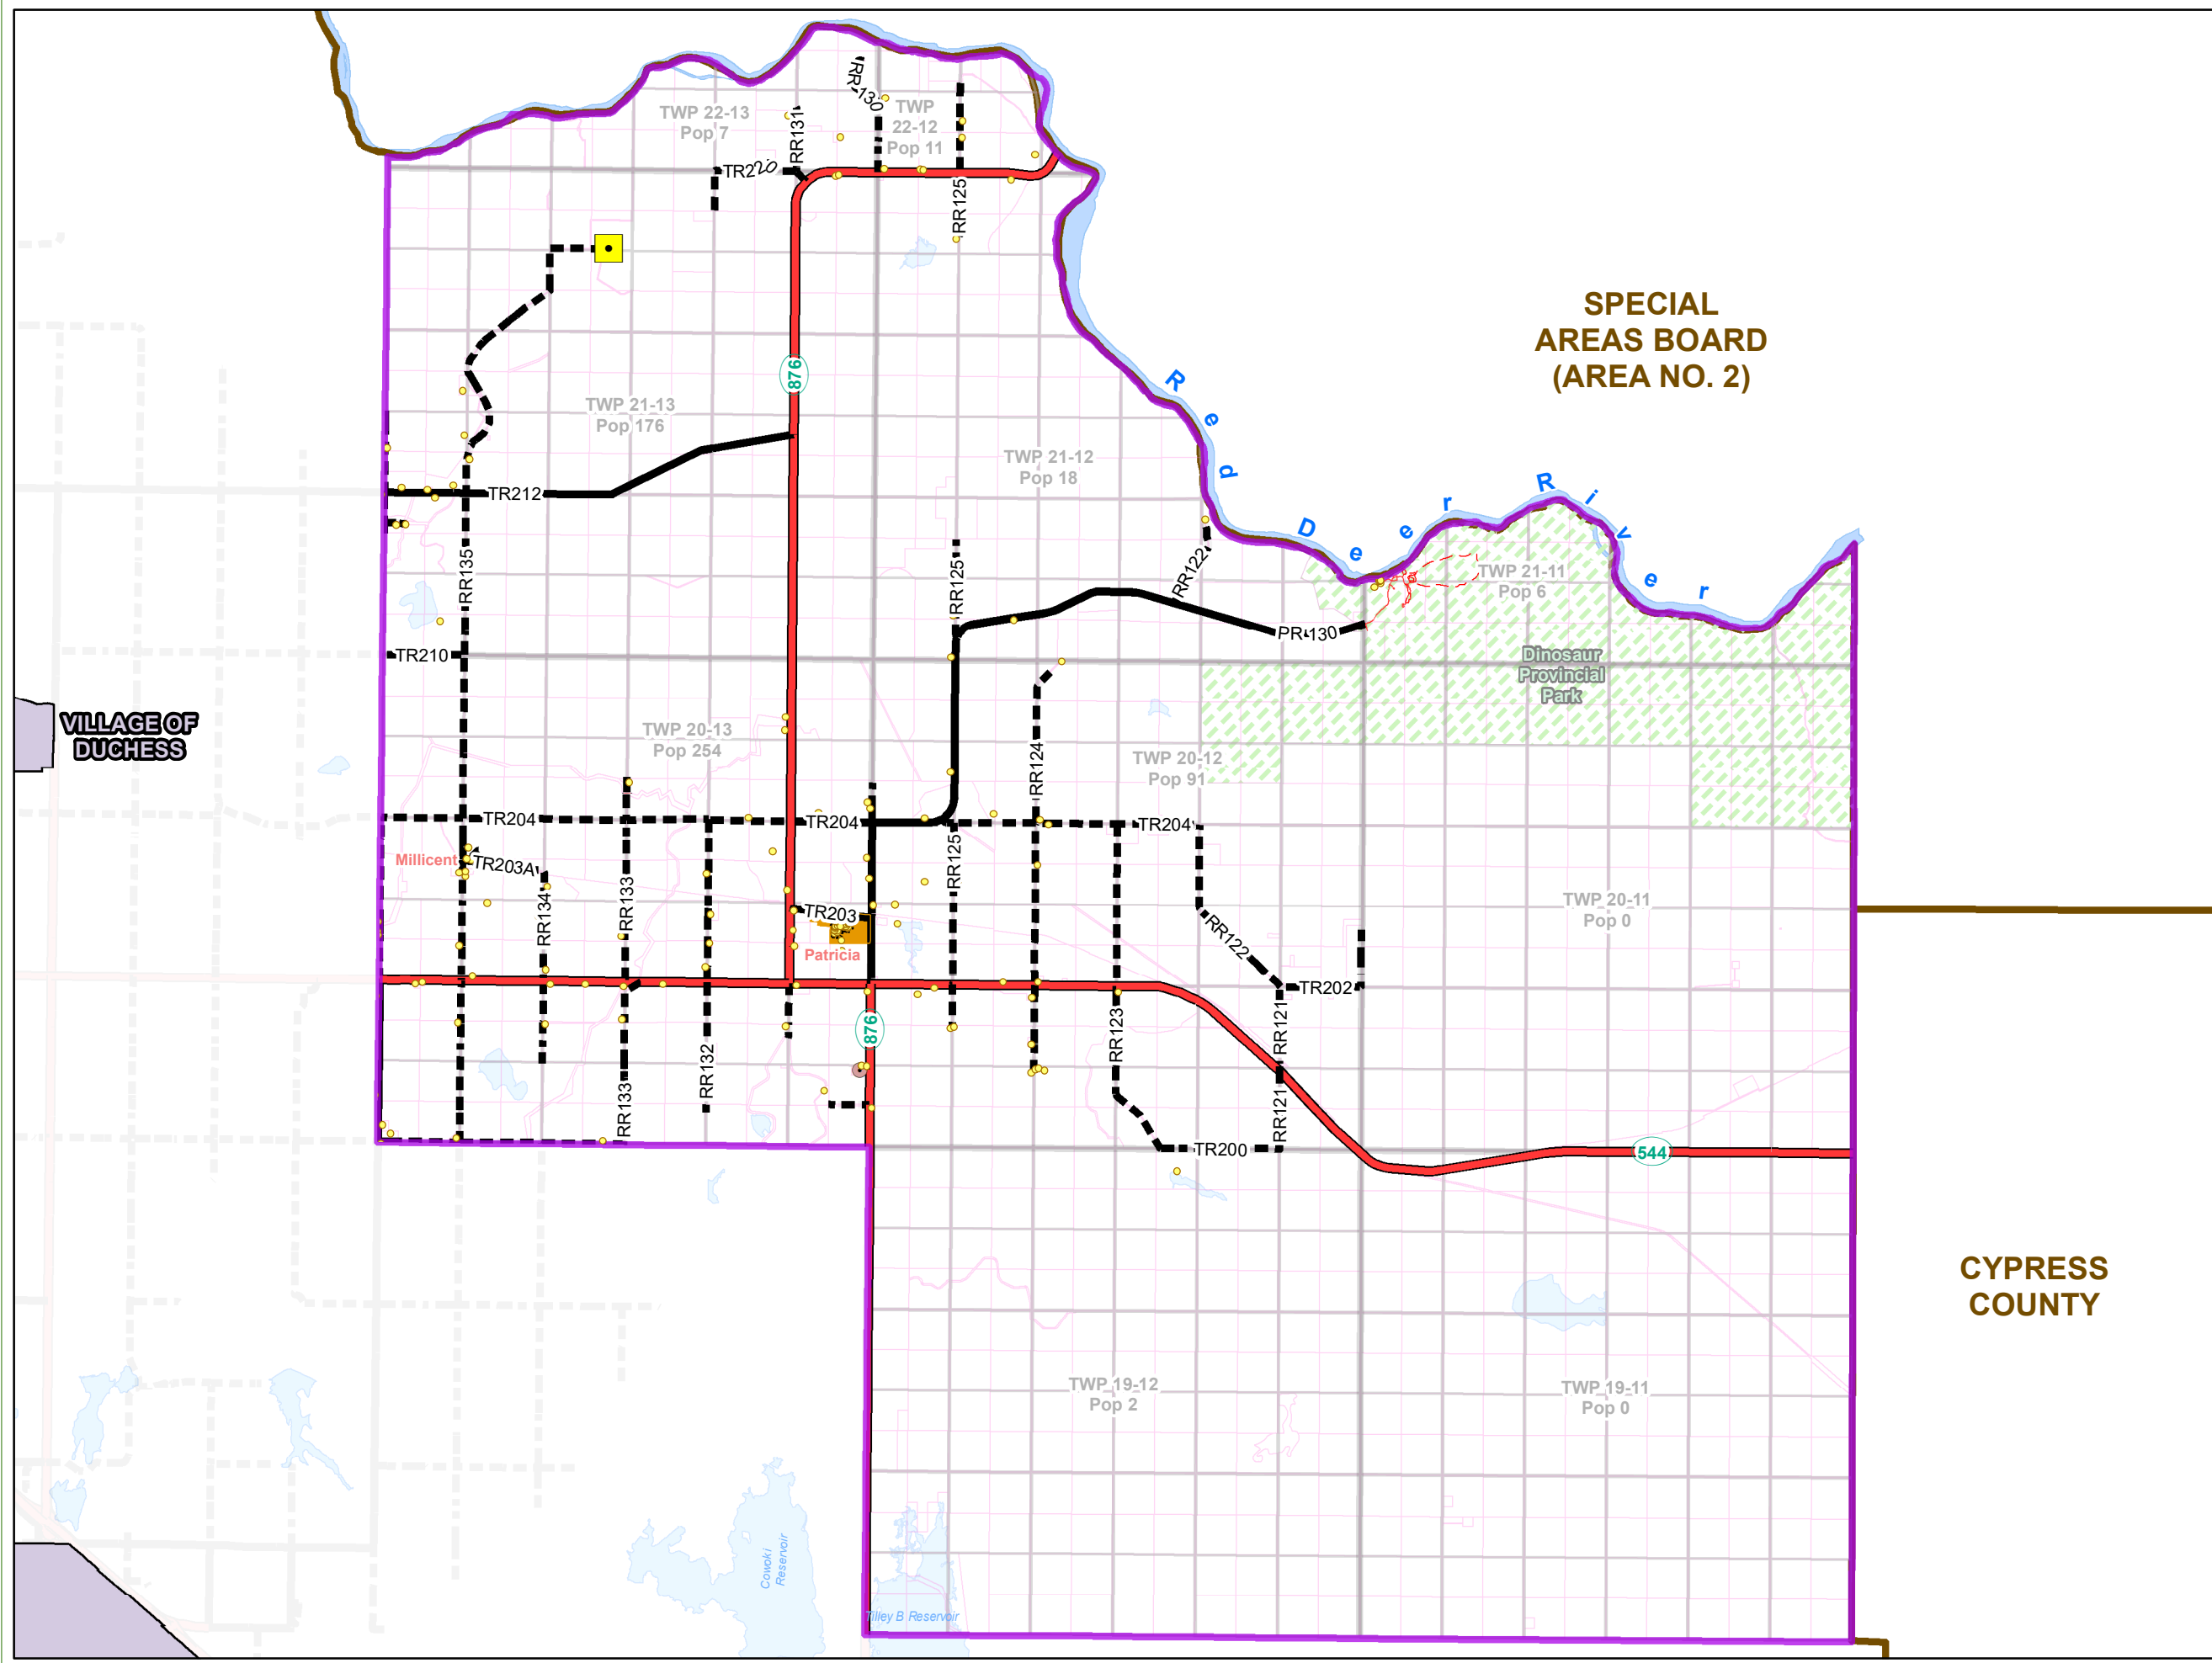 RR-130
TWP 22-13
Pop 7
TWP
22-12
Pop 11
RR131
TR220
RR125
SPECIAL
AREAS BOARD
(AREA NO. 2)
876
Red Deer River
TWP 21-13
Pop 176
TWP 21-12
Pop 18
TR212
RR135
RR125
RR122
TWP 21-11
Pop 6
PR-130
TR210
Dinosaur
Provincial
Park
VILLAGE OF
DUCHESS
TWP 20-13
Pop 254
RR124
TWP 20-12
Pop 91
TR204
TR204
TR204
Millicent
TR203A
RR125
RR134
RR133
TR203
Patricia
TWP 20-11
Pop 0
RR122
TR202
876
RR121
RR123
RR132
RR133
RR121
TR200
544
CYPRESS
COUNTY
TWP 19-12
Pop 2
TWP 19-11
Pop 0
Cowoki
Reservoir
Tilley B Reservoir